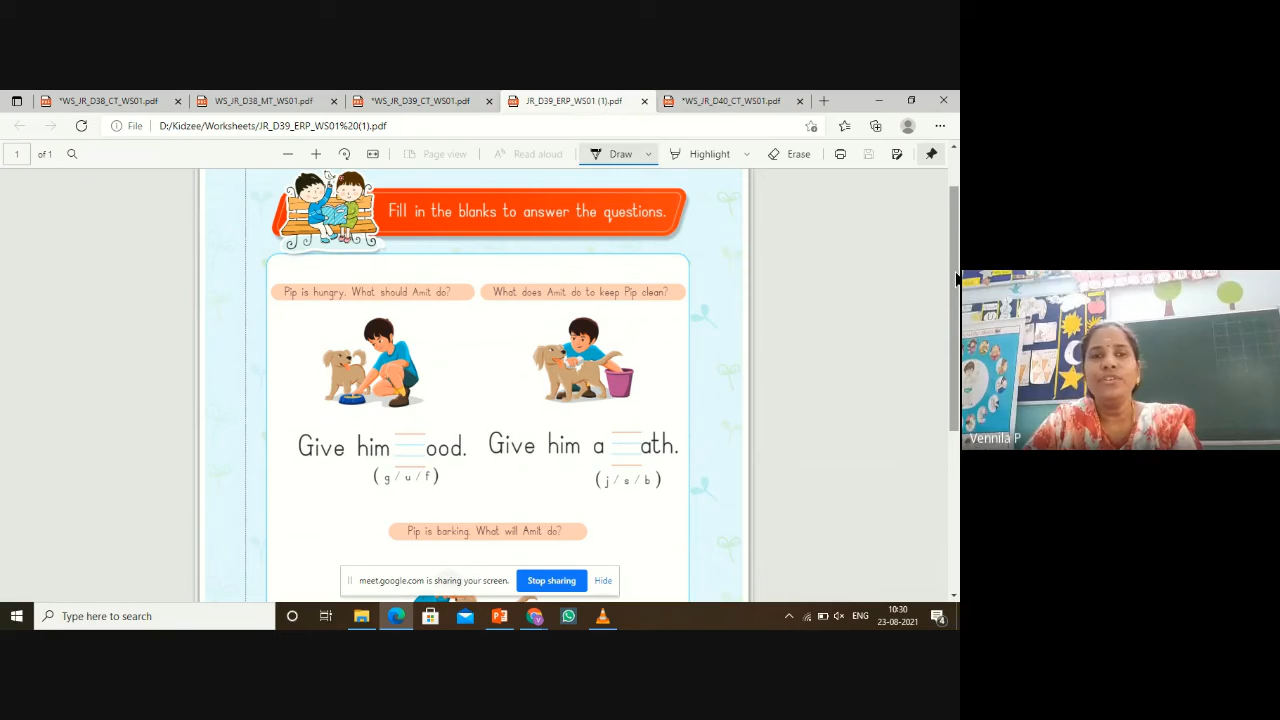 *WS_JR_D38_CT_WS01.pdf
WS_JR_D38_MT_WS01.pdf
*WS_JR_D39_CT_WS01.pdf
JR_D39_ERP_WS01 (1).pdf
*WS_JR_D40_CT_WS01.pdf
File
D:/Kidzee/Worksheets/JR_D39_ERP_WS01%20(1).pdf
1 of 1
Page view
Read aloud
Draw
Highlight
Erase
Fill in the blanks to answer the questions.
Pip is hungry. What should Amit do?
What does Amit do to keep Pip clean?
Give him ood.
(g / u / f)
Give him a ath.
(j / s / b)
Pip is barking. What will Amit do?
meet.google.com is sharing your screen.
Stop sharing
Hide
Vennila P
Type here to search
ENG
10:30
23-08-2021
4